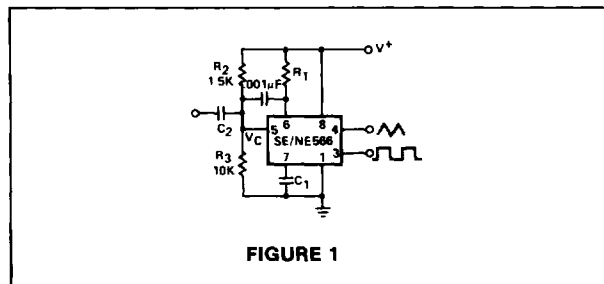 V+
R2
1 5K
001µF
R1
6
8
C2
VC
5
4
SE/NE566
3
7
1
R3
10K
C1
FIGURE 1